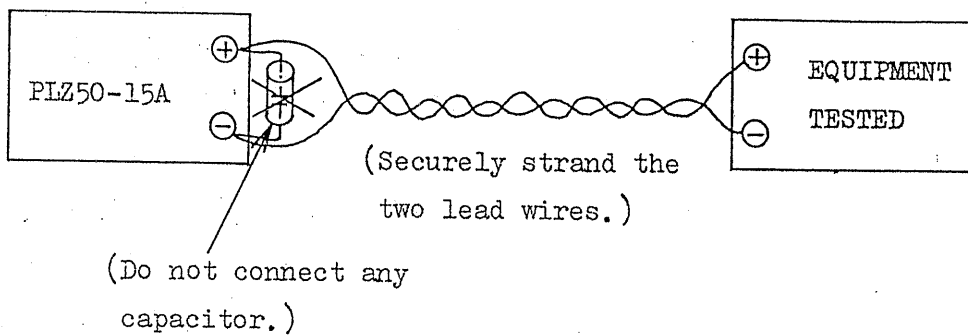 PLZ50-15A
+
-
+
-
EQUIPMENT
TESTED
(Securely strand the
two lead wires.)
(Do not connect any
capacitor.)